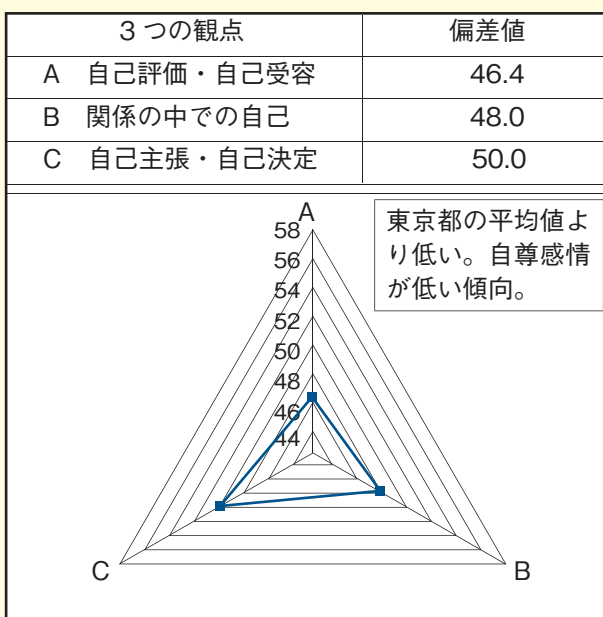 3つの観点 偏差値
A 自己評価・自己受容 46.4
B 関係の中での自己 48.0
C 自己主張・自己決定 50.0
東京都の平均値よ
り低い。自尊感情
が低い傾向。
A
58
56
54
52
50
48
46
44
C
B